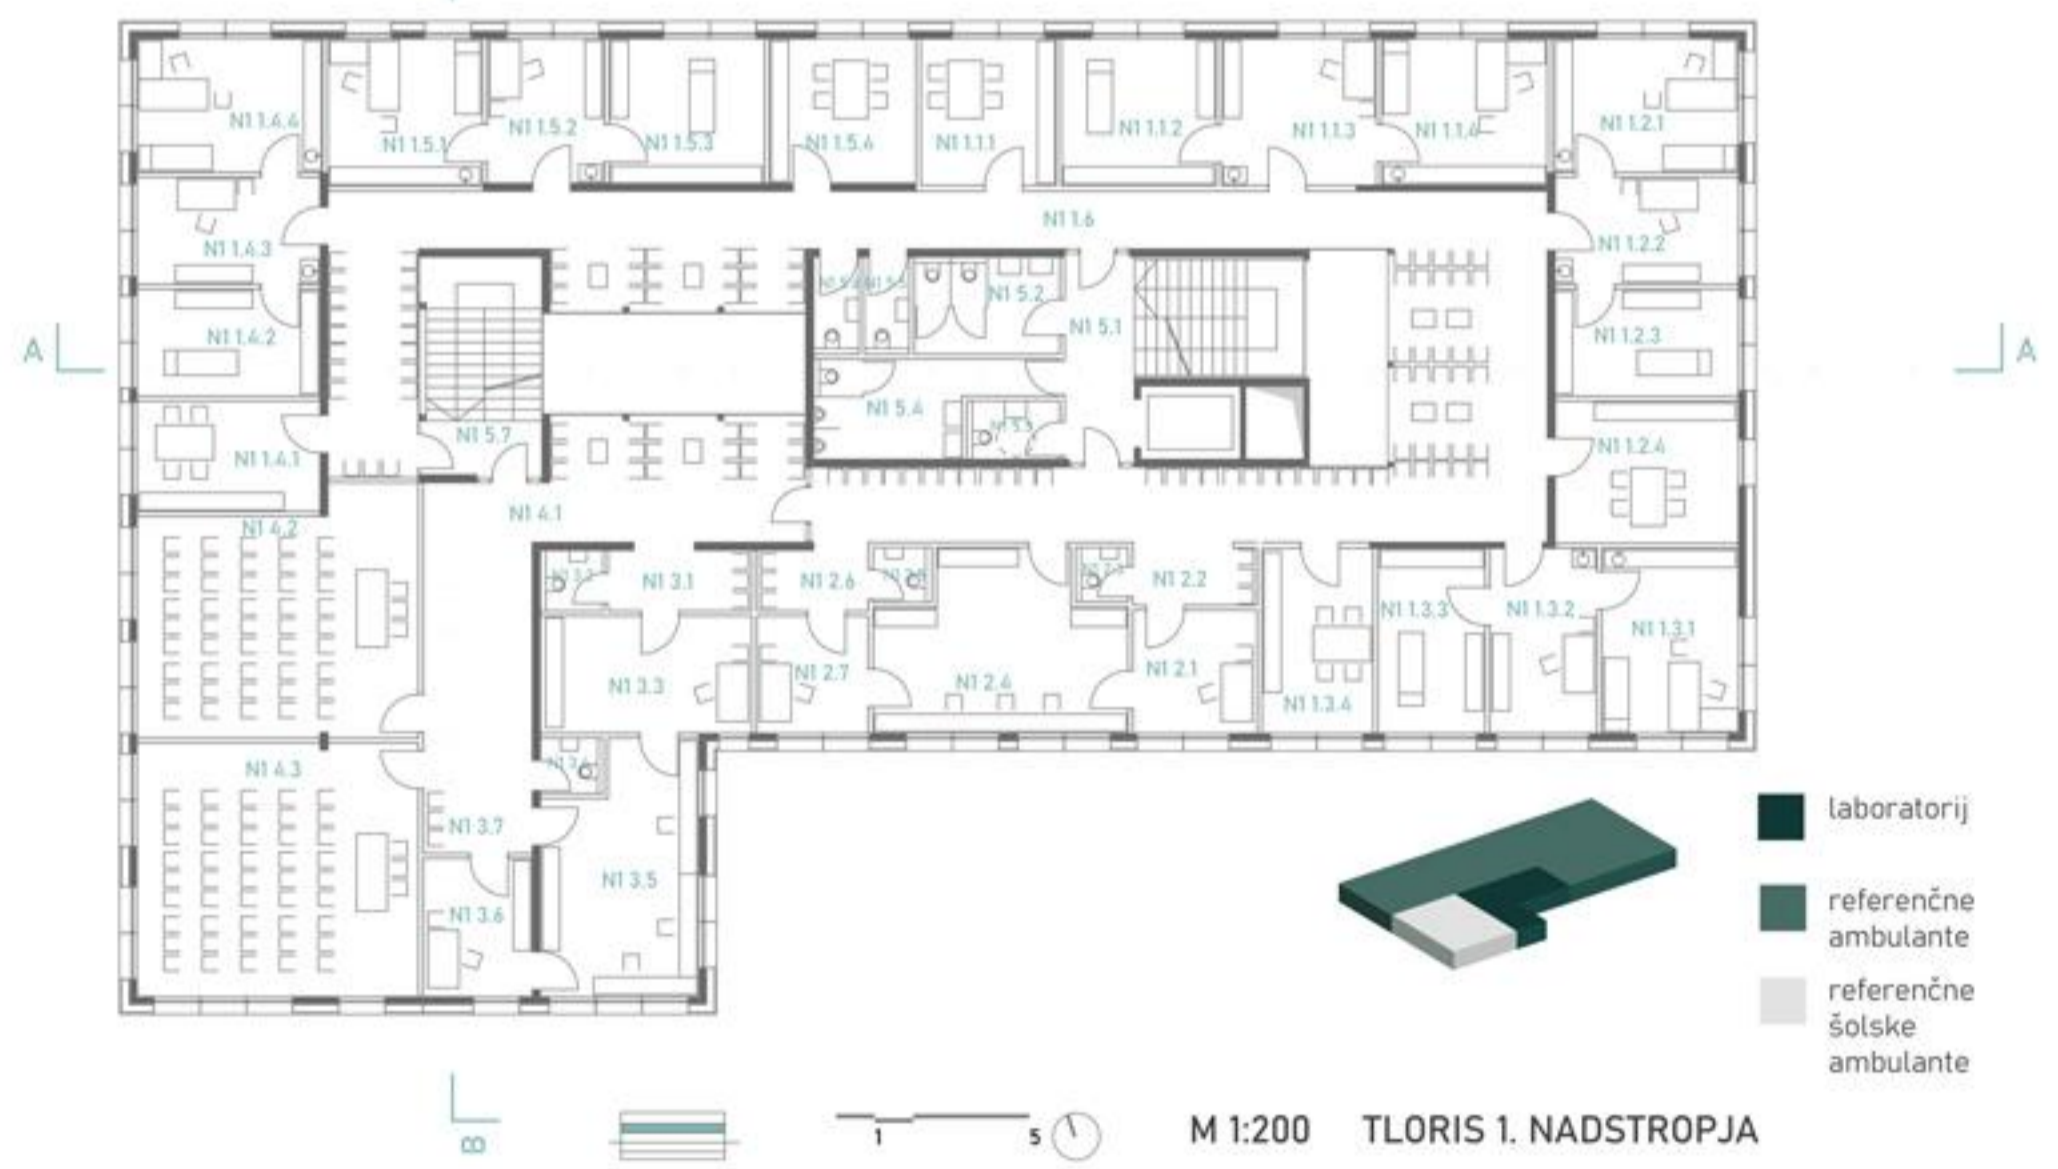 N1 1.4.4
N1 1.5.1
N1 1.5.2
N1 1.5.3
N1 1.5.4
N1 1.1.1
N1 1.1.2
N1 1.1.3
N1 1.1.4
N1 1.2.1
N1 1.4.3
N1 1.6
N1 1.2.2
N1 5.2
N1 5.1
N1 1.4.2
N1 1.2.3
A
A
N1 5.4
N1 5.7
N1 1.4.1
N1 1.2.4
N1 4.2
N1 4.1
N1 3.1
N1 2.6
N1 2.2
N1 1.3.3
N1 1.3.2
N1 1.3.1
N1 3.3
N1 2.7
N1 2.4
N1 2.1
N1 1.3.4
N1 4.3
N1 3.7
N1 3.5
N1 3.6
laboratorij
referenčne
ambulante
referenčne
šolske
ambulante
B
1
5
M 1:200
TLORIS 1. NADSTROPJA